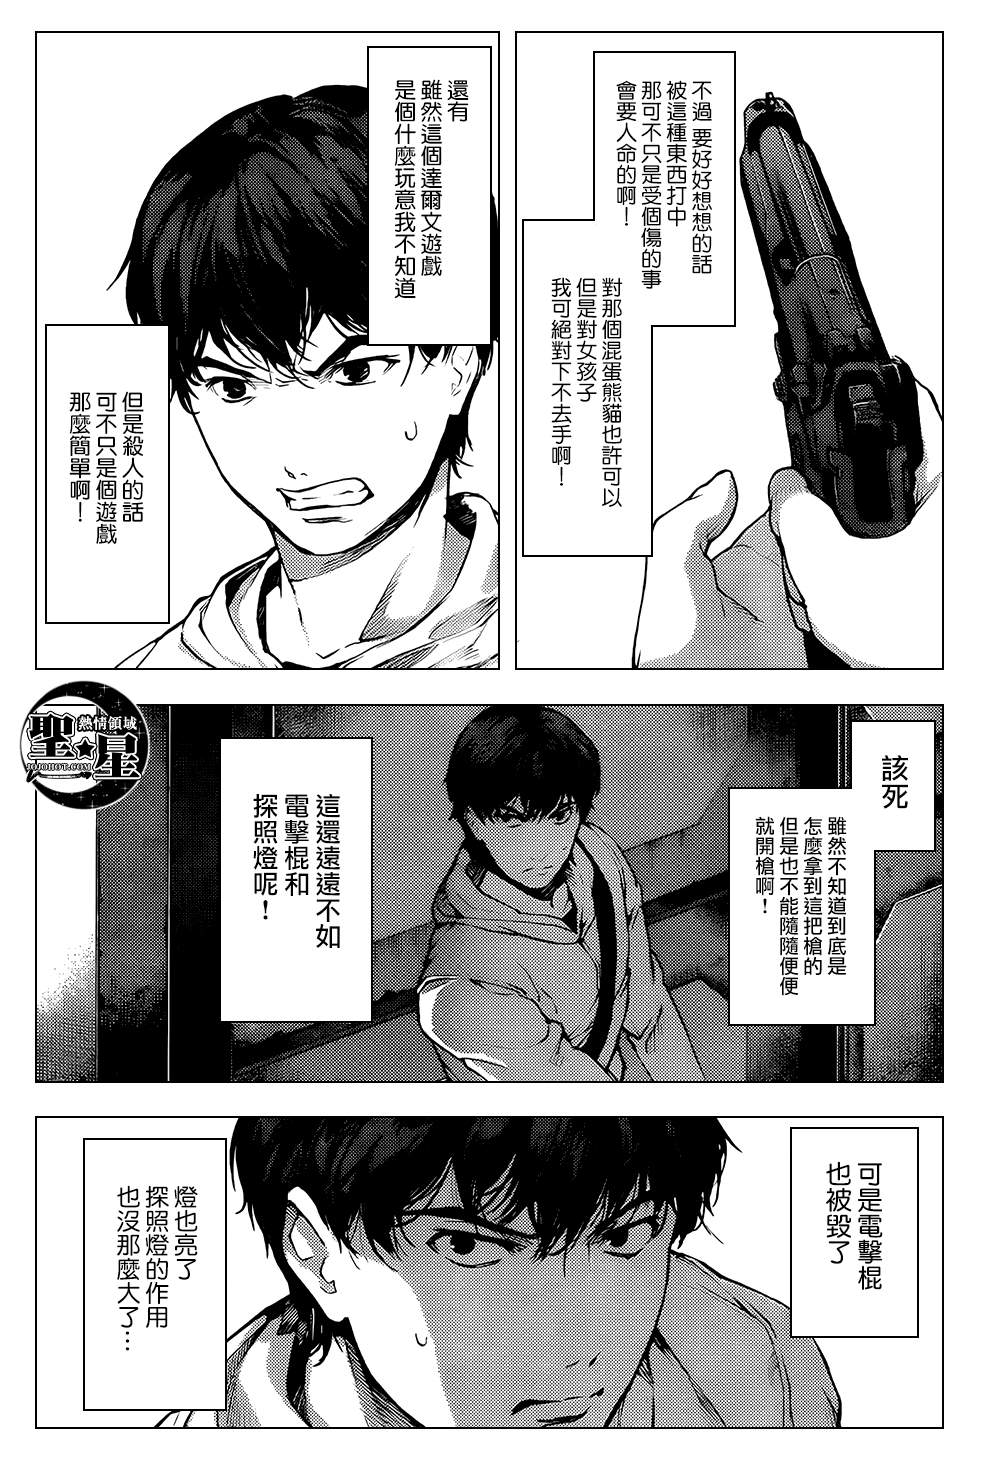 不過 要好好想想的話
被這種東西打中
那可不只是受個傷的事
會要人命的啊！
對那個混蛋熊貓也許可以
但是對女孩子
我可絕對下不去手啊！
還有
雖然這個達爾文遊戲
是個什麼玩意我不知道
但是殺人的話
可不只是個遊戲
那麼簡單啊！
該死
雖然不知道到底是
怎麼拿到這把槍的
但是也不能隨隨便便
就開槍啊！
這還遠遠不如
電擊棍和
探照燈呢！
熱情領域
聖★星
JOJOHOT.COM
可是電擊棍
也被毀了
燈也亮了
探照燈的作用
也沒那麼大了…